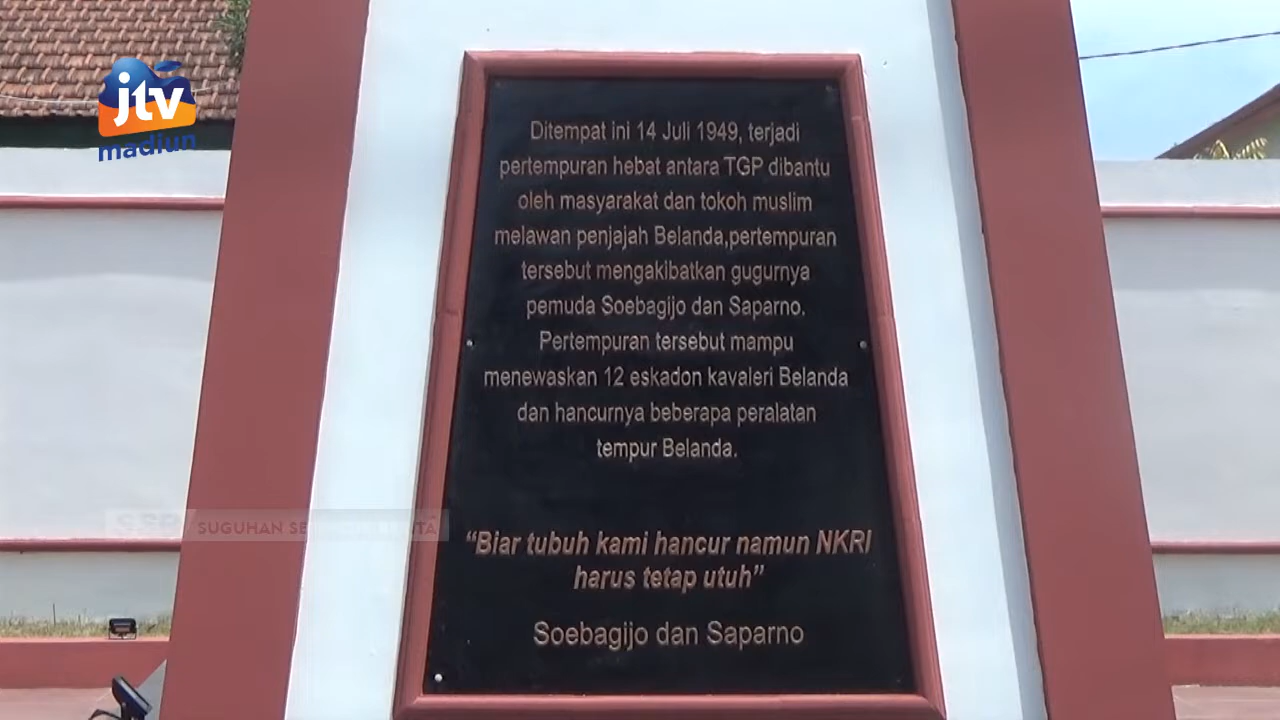 jtv
madiun
Ditempat ini 14 Juli 1949, terjadi
pertempuran hebat antara TGP dibantu
oleh masyarakat dan tokoh muslim
melawan penjajah Belanda,pertempuran
tersebut mengakibatkan gugurnya
pemuda Soebagijo dan Saparno.
Pertempuran tersebut mampu
menewaskan 12 eskadon kavaleri Belanda
dan hancurnya beberapa peralatan
tempur Belanda.
“Biar tubuh kami hancur namun NKRI
harus tetap utuh”
Soebagijo dan Saparno
SUGUHAN